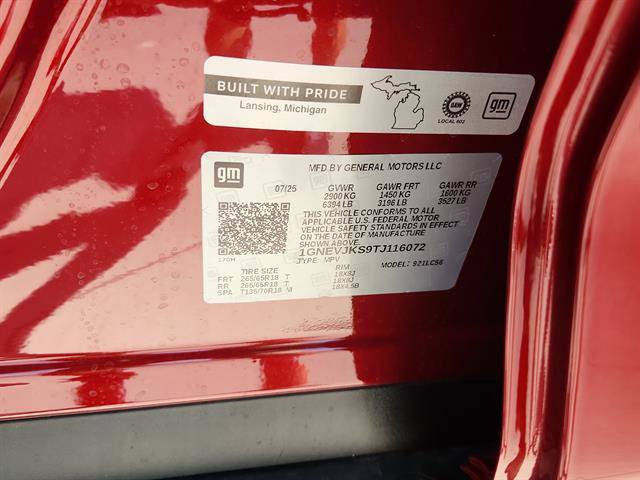 BUILT WITH PRIDE
Lansing, Michigan
UAW
LOCAL 602
gm
gm
MFD BY GENERAL MOTORS LLC
07/25 GVWR GAWR FRT GAWR RR
2900 KG 1450 KG 1600 KG
6394 LB 3196 LB 3527 LB
THIS VEHICLE CONFORMS TO ALL
APPLICABLE U.S. FEDERAL MOTOR
VEHICLE SAFETY STANDARDS IN EFFECT
ON THE DATE OF MANUFACTURE
SHOWN ABOVE.
1GNEVJKS9TJ116072
170H
TYPE: MPV MODEL: 921LC56
TIRE SIZE RIM
FRT 265/65R18 T 18X8J
RR 265/65R18 T 18X8J
SPA T135/70R18 M 18X4.5B